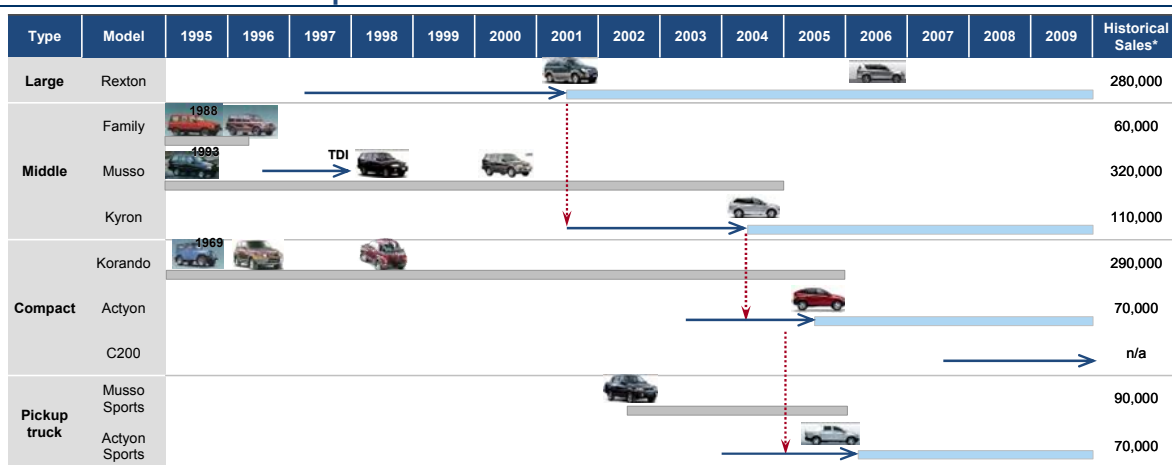 Type Model 1995 1996 1997 1998 1999 2000 2001 2002 2003 2004 2005 2006 2007 2008 2009 Historical Sales*
Large Rexton 280,000
1988
Family 60,000
1993
TDI
Middle Musso 320,000
Kyron 110,000
1969
Korando 290,000
Compact Actyon 70,000
C200 n/a
Pickup truck
Musso Sports 90,000
Actyon Sports 70,000